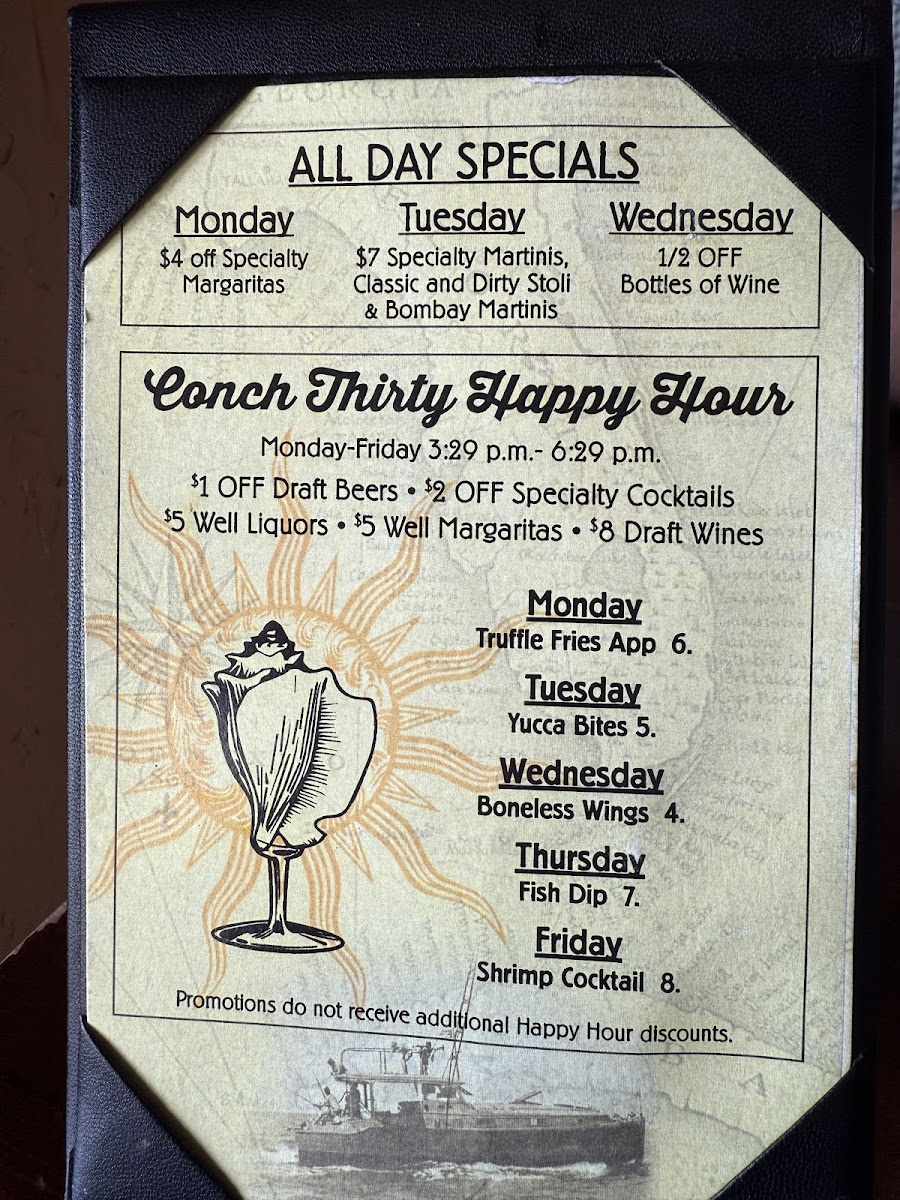 ALL DAY SPECIALS
Monday
$4 off Specialty
Margaritas
Tuesday
$7 Specialty Martinis,
Classic and Dirty Stoli
& Bombay Martinis
Wednesday
1/2 OFF
Bottles of Wine
Conch Thirty Happy Hour
Monday-Friday 3:29 p.m.- 6:29 p.m.
$1 OFF Draft Beers • $2 OFF Specialty Cocktails
$5 Well Liquors • $5 Well Margaritas • $8 Draft Wines
Monday
Truffle Fries App 6.
Tuesday
Yucca Bites 5.
Wednesday
Boneless Wings 4.
Thursday
Fish Dip 7.
Friday
Shrimp Cocktail 8.
Promotions do not receive additional Happy Hour discounts.